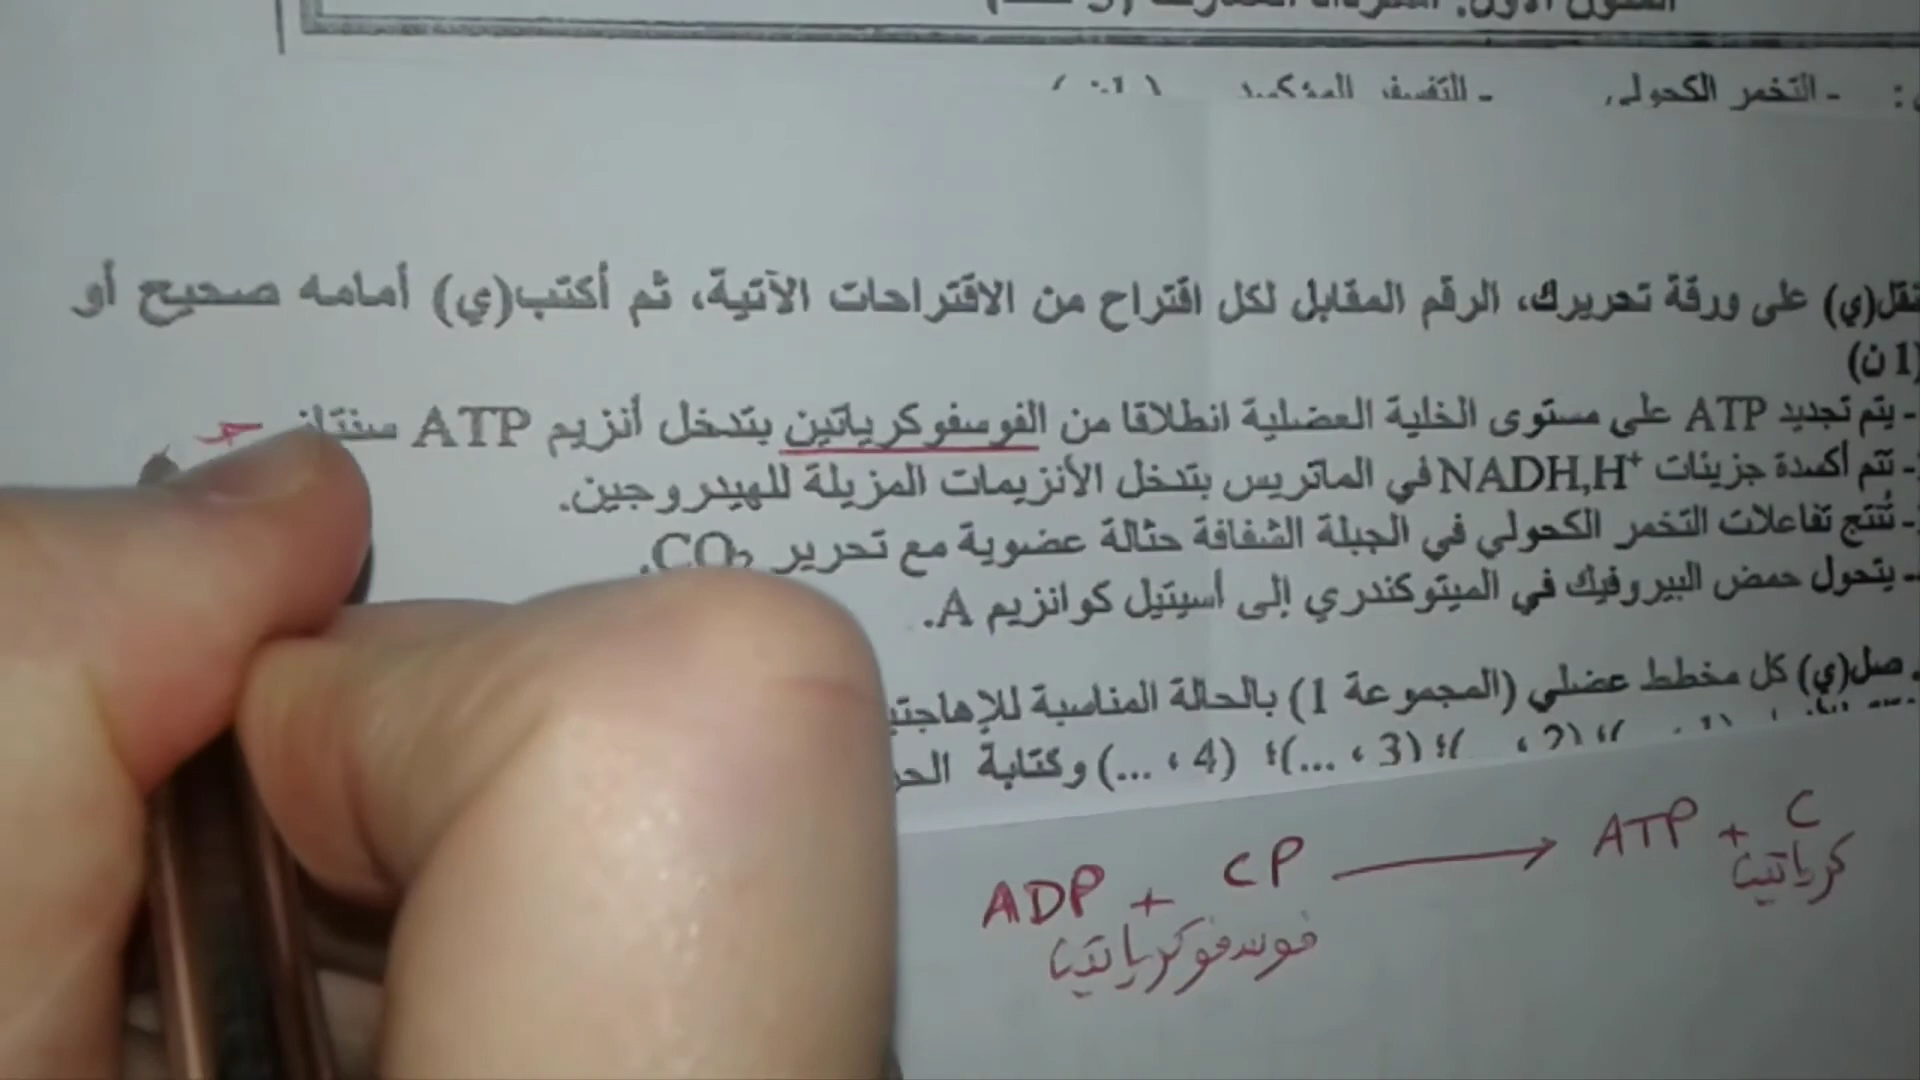 - التخمر الكحولي
نقل(ي) على ورقة تحريرك، الرقم المقابل لكل اقتراح من الاقتراحات الآتية، ثم أكتب(ي) أمامه صحيح أو
(1 ن)
- يتم تجديد ATP على مستوى الخلية العضلية انطلاقا من الفوسفوكرياتين بتدخل أنزيم ATP سنتاز
- تتم أكسدة جزيئات NADH,H⁺ في الماتريس بتدخل الأنزيمات المزيلة للهيدروجين.
- تُنتج تفاعلات التخمر الكحولي في الجبلة الشفافة حثالة عضوية مع تحرير CO₂.
- يتحول حمض البيروفيك في الميتوكندري إلى أسيتيل كوانزيم A.
صل(ي) كل مخطط عضلي (المجموعة 1) بالحالة المناسبة
(3 ، ...)؛ (4 ، ...) وكتابة
ADP + CP → ATP + C
فوسفوكرياتين كرياتين